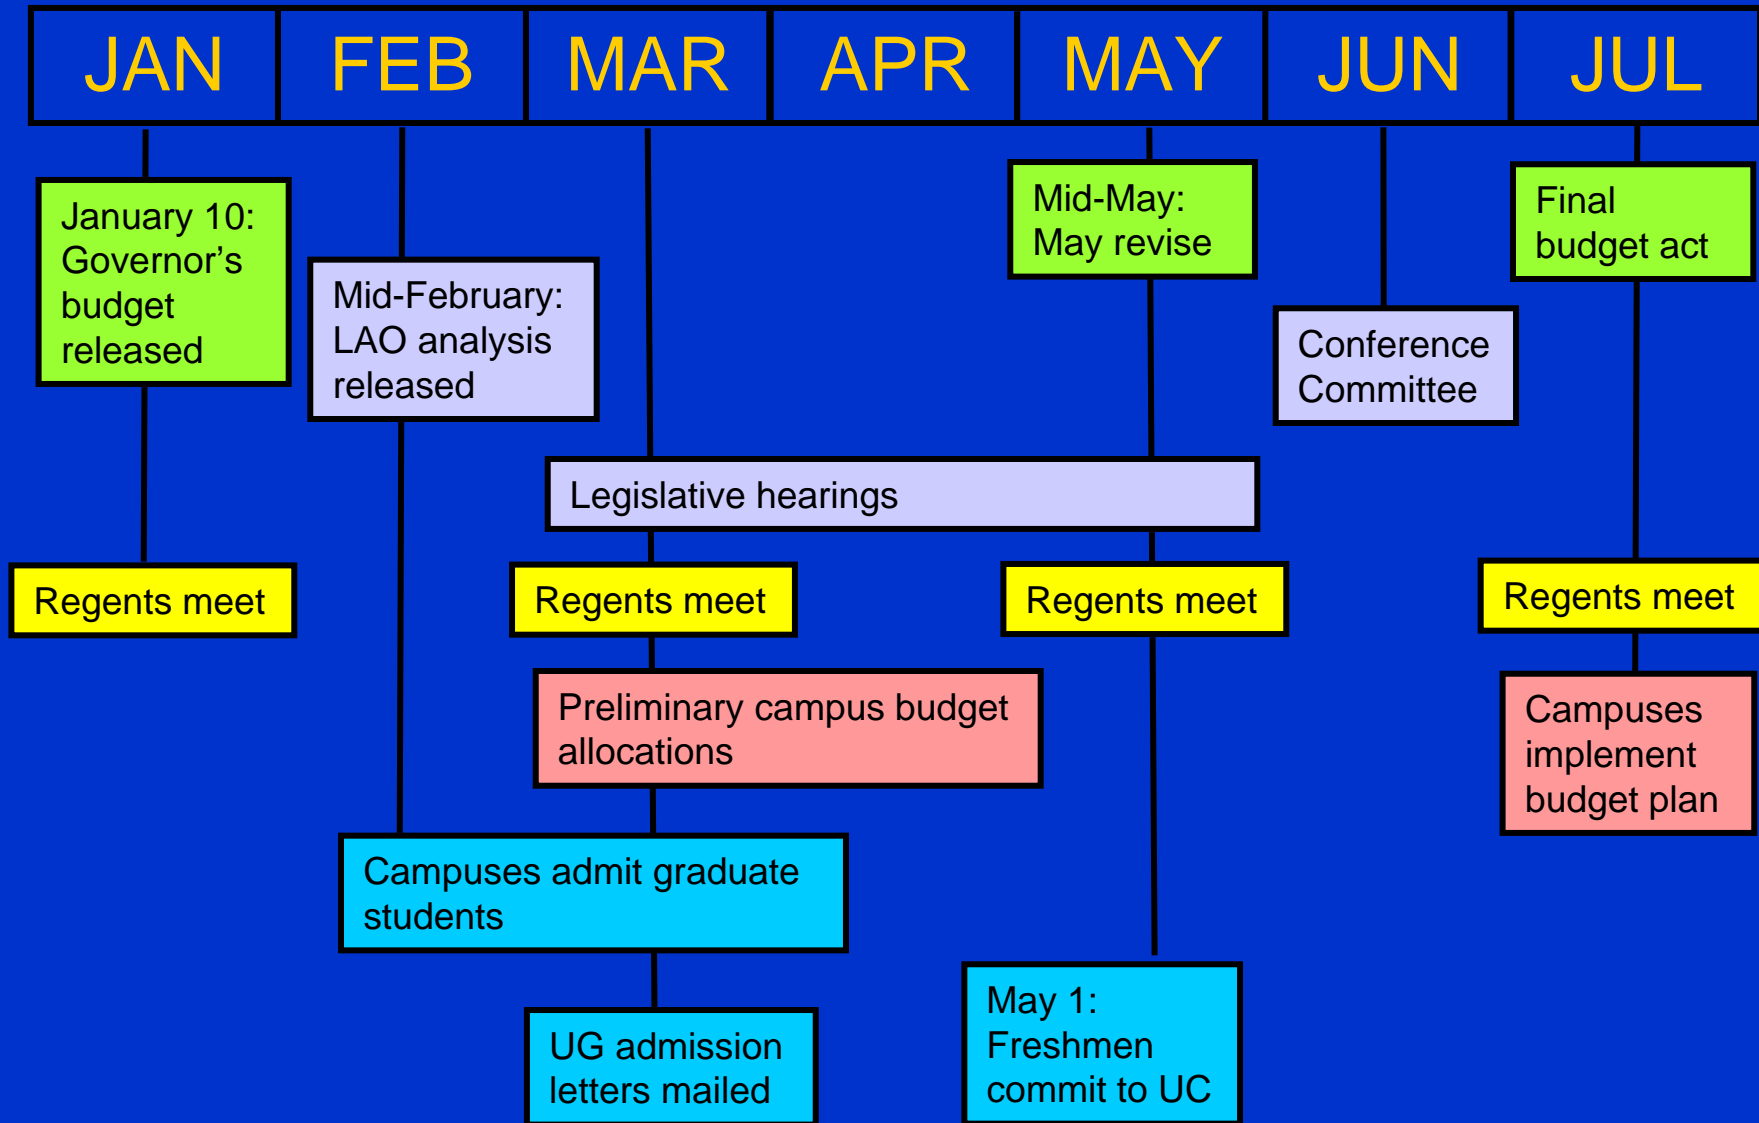 JAN FEB MAR APR MAY JUN JUL
January 10:
Governor’s
budget
released
Mid-February:
LAO analysis
released
Mid-May:
May revise
Final
budget act
Conference
Committee
Legislative hearings
Regents meet
Regents meet
Regents meet
Regents meet
Preliminary campus budget
allocations
Campuses
implement
budget plan
Campuses admit graduate
students
UG admission
letters mailed
May 1:
Freshmen
commit to UC